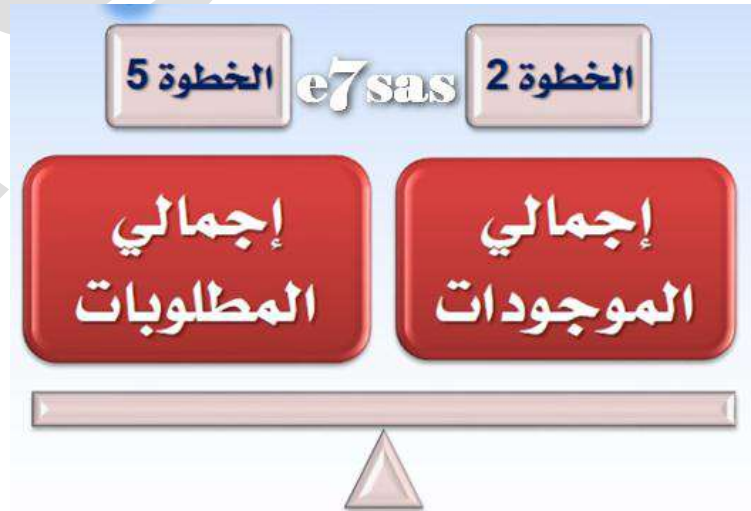 الخطوة 2
e7sas
الخطوة 5
إجمالي
الموجودات
إجمالي
المطلوبات